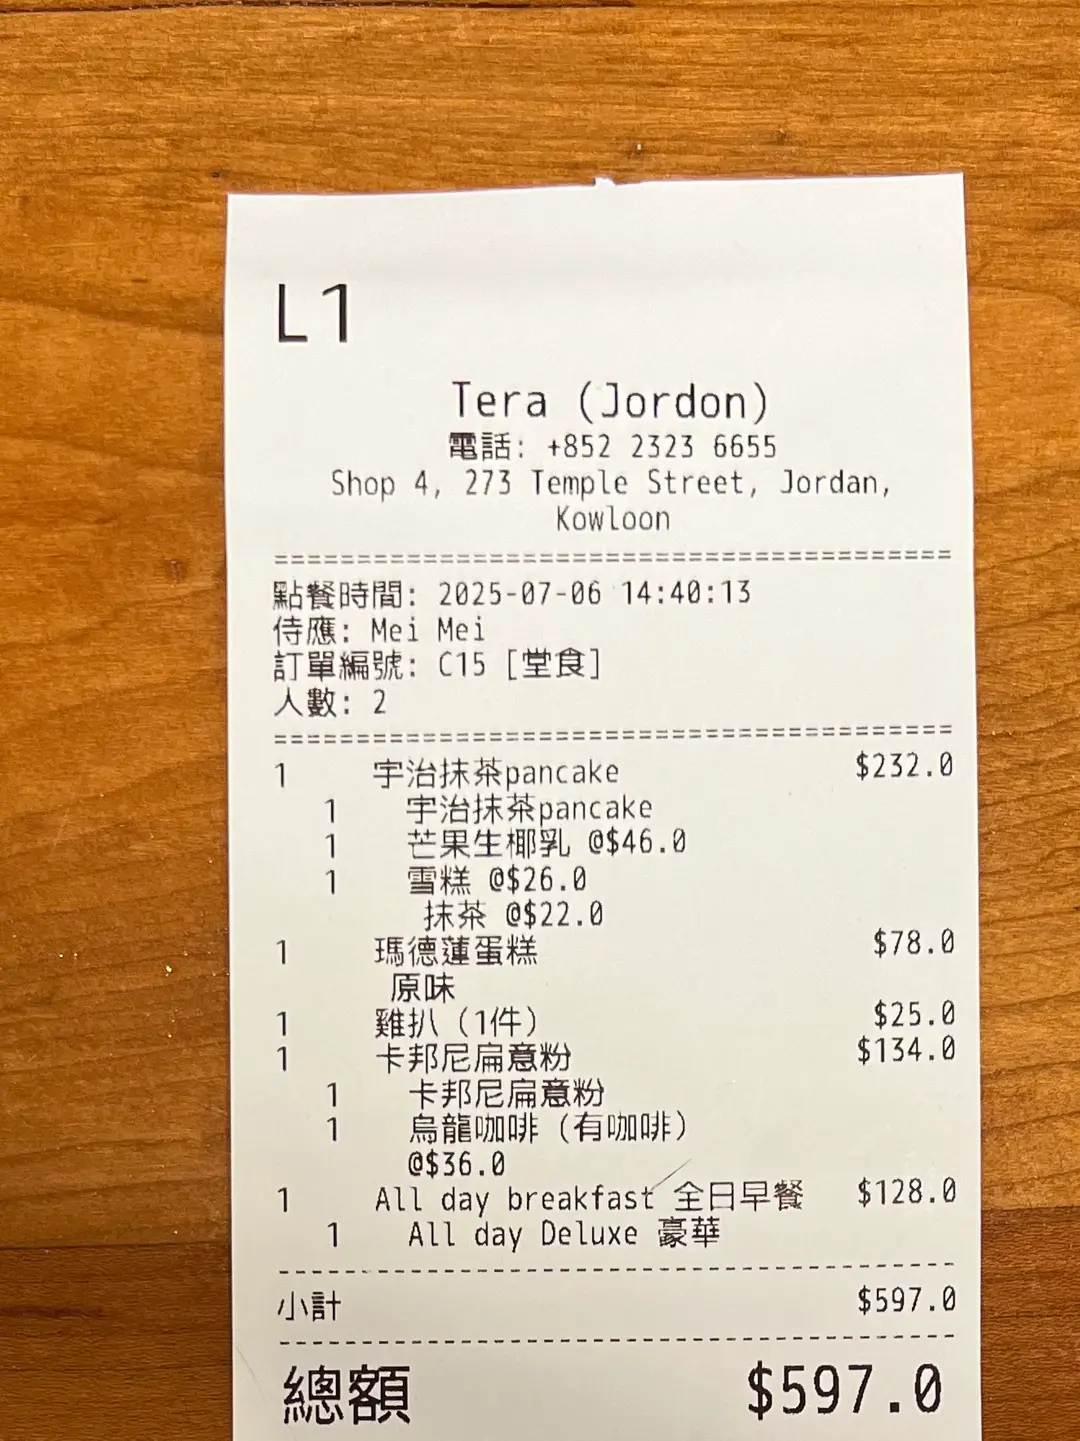 L1
Tera (Jordon)
電話: +852 2323 6655
Shop 4, 273 Temple Street, Jordan,
Kowloon
=========================================
點餐時間: 2025-07-06 14:40:13
侍應: Mei Mei
訂單編號: C15 [堂食]
人數: 2
=========================================
1 宇治抹茶pancake $232.0
1 宇治抹茶pancake
1 芒果生椰乳 @$46.0
1 雪糕 @$26.0
抹茶 @$22.0
1 瑪德蓮蛋糕 $78.0
原味
1 雞扒 (1件) $25.0
1 卡邦尼扁意粉 $134.0
1 卡邦尼扁意粉
1 烏龍咖啡 (有咖啡)
@$36.0
1 All day breakfast 全日早餐 $128.0
1 All day Deluxe 豪華
-----------------------------------------
小計 $597.0
-----------------------------------------
總額 $597.0